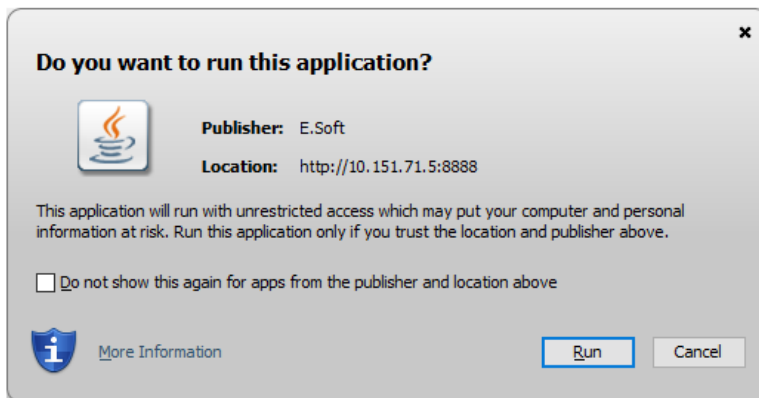 Do you want to run this application?
Publisher: E.Soft
Location: http://10.151.71.5:8888
This application will run with unrestricted access which may put your computer and personal
information at risk. Run this application only if you trust the location and publisher above.
Do not show this again for apps from the publisher and location above
More Information
Run Cancel